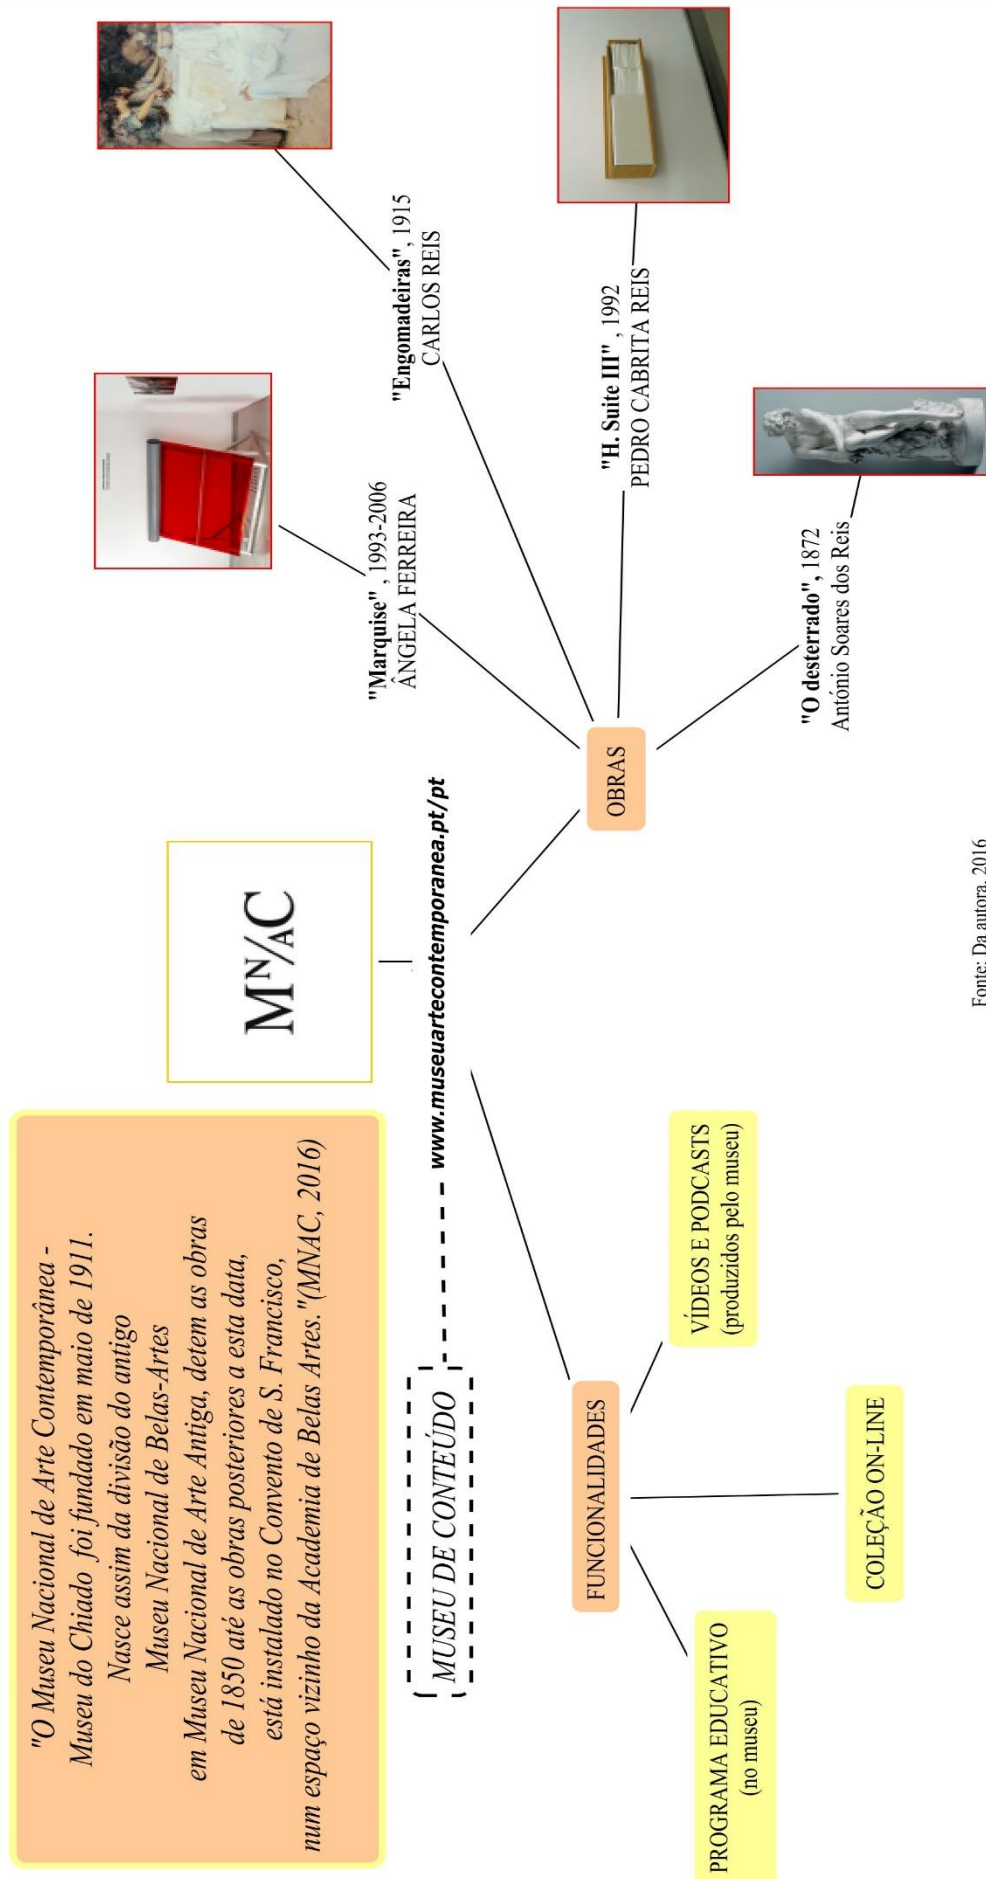 "O Museu Nacional de Arte Contemporânea -
Museu do Chiado foi fundado em maio de 1911.
Nasce assim da divisão do antigo
Museu Nacional de Belas-Artes
em Museu Nacional de Arte Antiga, detem as obras
de 1850 até as obras posteriores a esta data,
está instalado no Convento de S. Francisco,
num espaço vizinho da Academia de Belas Artes."(MNAC, 2016)
MN/AC
MUSEU DE CONTEÚDO
www.museuartecontemporanea.pt/pt
FUNCIONALIDADES
PROGRAMA EDUCATIVO
(no museu)
COLEÇÃO ON-LINE
VÍDEOS E PODCASTS
(produzidos pelo museu)
OBRAS
"Marquise" , 1993-2006
ÂNGELA FERREIRA
"Engomadeiras", 1915
CARLOS REIS
"H. Suite III" , 1992
PEDRO CABRITA REIS
"O desterrado", 1872
António Soares dos Reis
Fonte: Da autora, 2016